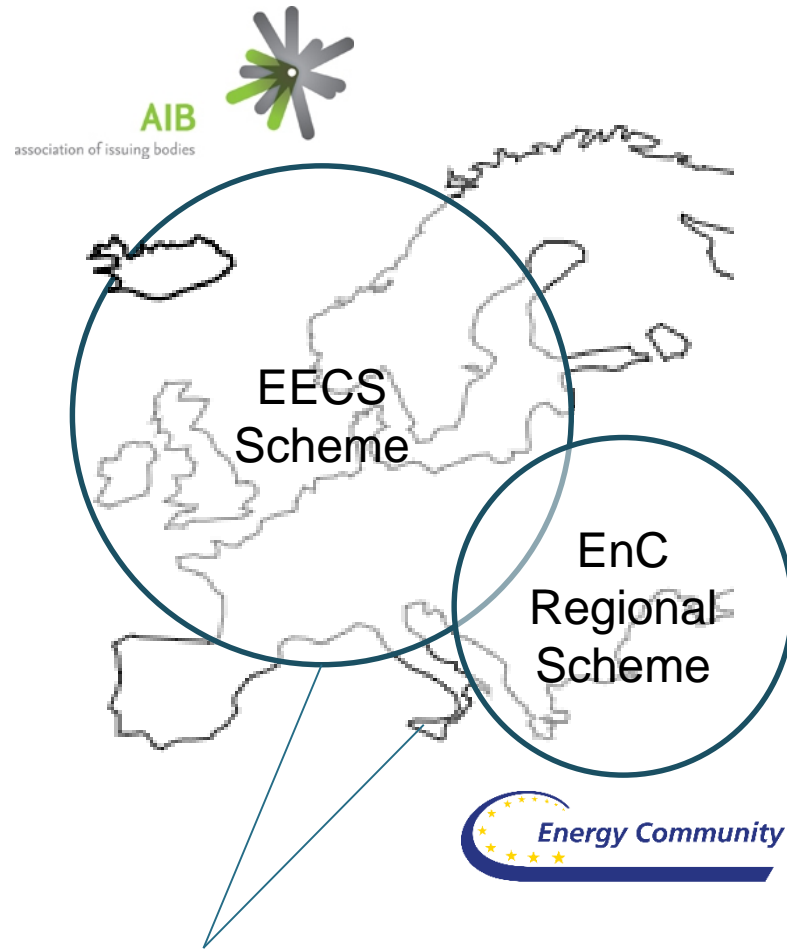 AIB
association of issuing bodies
EECS
Scheme
EnC
Regional
Scheme
Energy Community